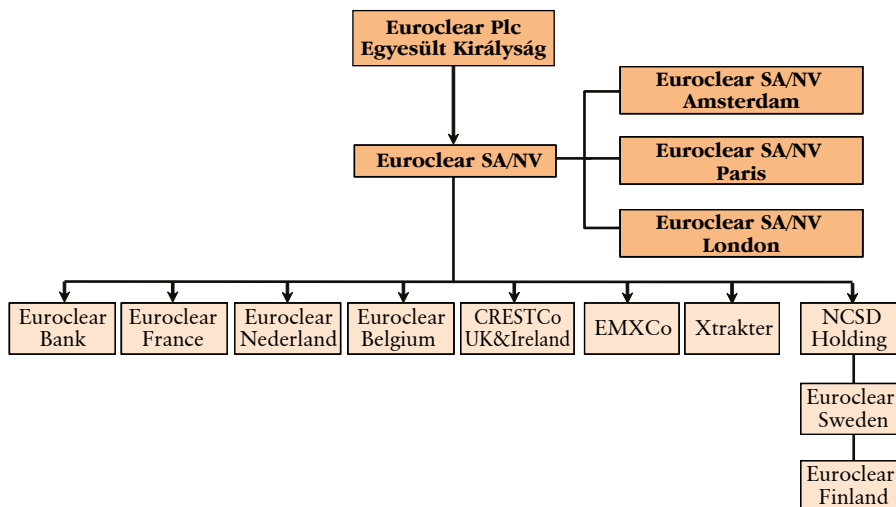 Euroclear Plc
Egyesült Királyság
Euroclear SA/NV
Amsterdam
Euroclear SA/NV
Euroclear SA/NV
Paris
Euroclear SA/NV
London
Euroclear
Bank
Euroclear
France
Euroclear
Nederland
Euroclear
Belgium
CRESTCo
UK&Ireland
EMXCo
Xtrakter
NCSD
Holding
Euroclear
Sweden
Euroclear
Finland